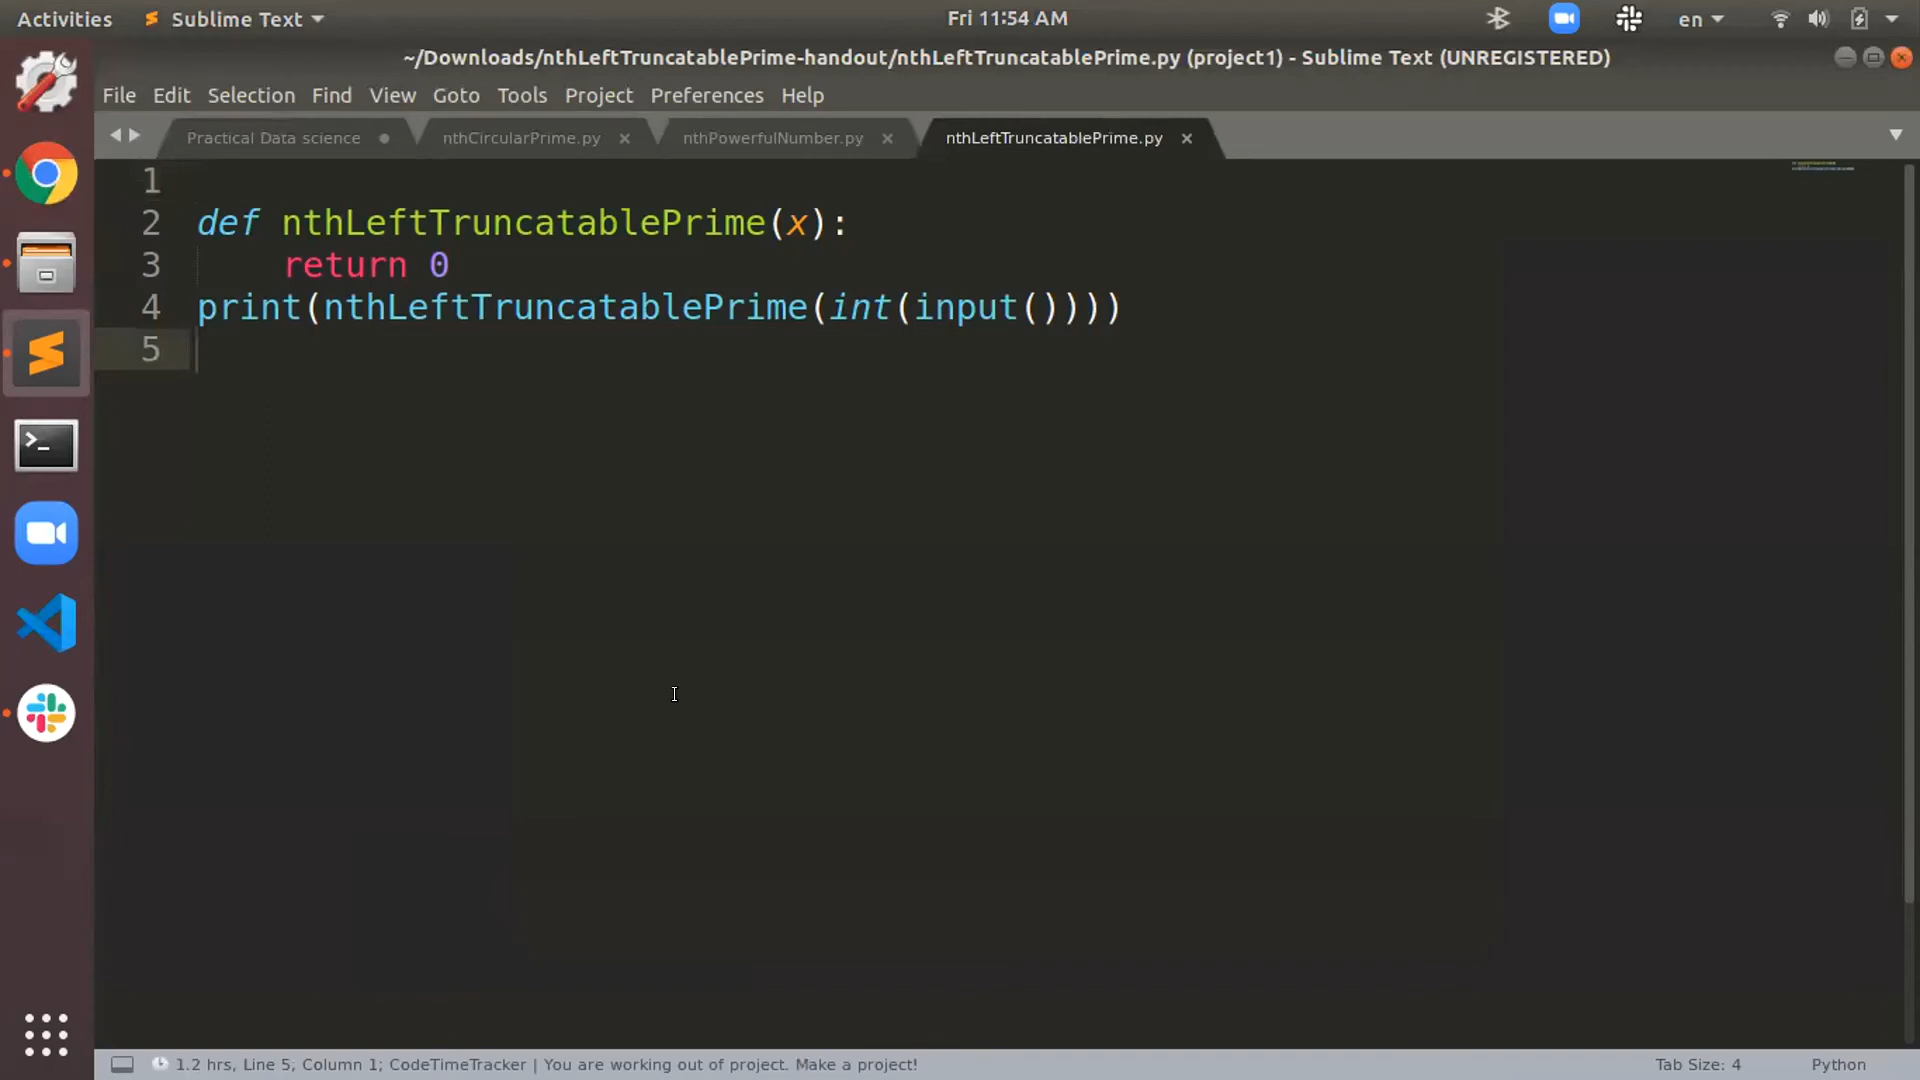 Activities Sublime Text Fri 11:54 AM en
~/Downloads/nthLeftTruncatablePrime-handout/nthLeftTruncatablePrime.py (project1) - Sublime Text (UNREGISTERED)
File Edit Selection Find View Goto Tools Project Preferences Help
Practical Data science nthCircularPrime.py nthPowerfulNumber.py nthLeftTruncatablePrime.py
1
2 def nthLeftTruncatablePrime(x):
3     return 0
4 print(nthLeftTruncatablePrime(int(input())))
5
1.2 hrs, Line 5, Column 1; CodeTimeTracker | You are working out of project. Make a project! Tab Size: 4 Python